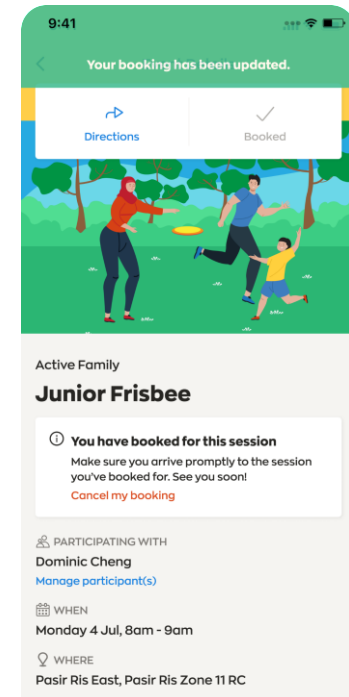 9:41
Your booking has been updated.
Directions
Booked
Active Family
Junior Frisbee
You have booked for this session
Make sure you arrive promptly to the session
you've booked for. See you soon!
Cancel my booking
PARTICIPATING WITH
Dominic Cheng
Manage participant(s)
WHEN
Monday 4 Jul, 8am - 9am
WHERE
Pasir Ris East, Pasir Ris Zone 11 RC